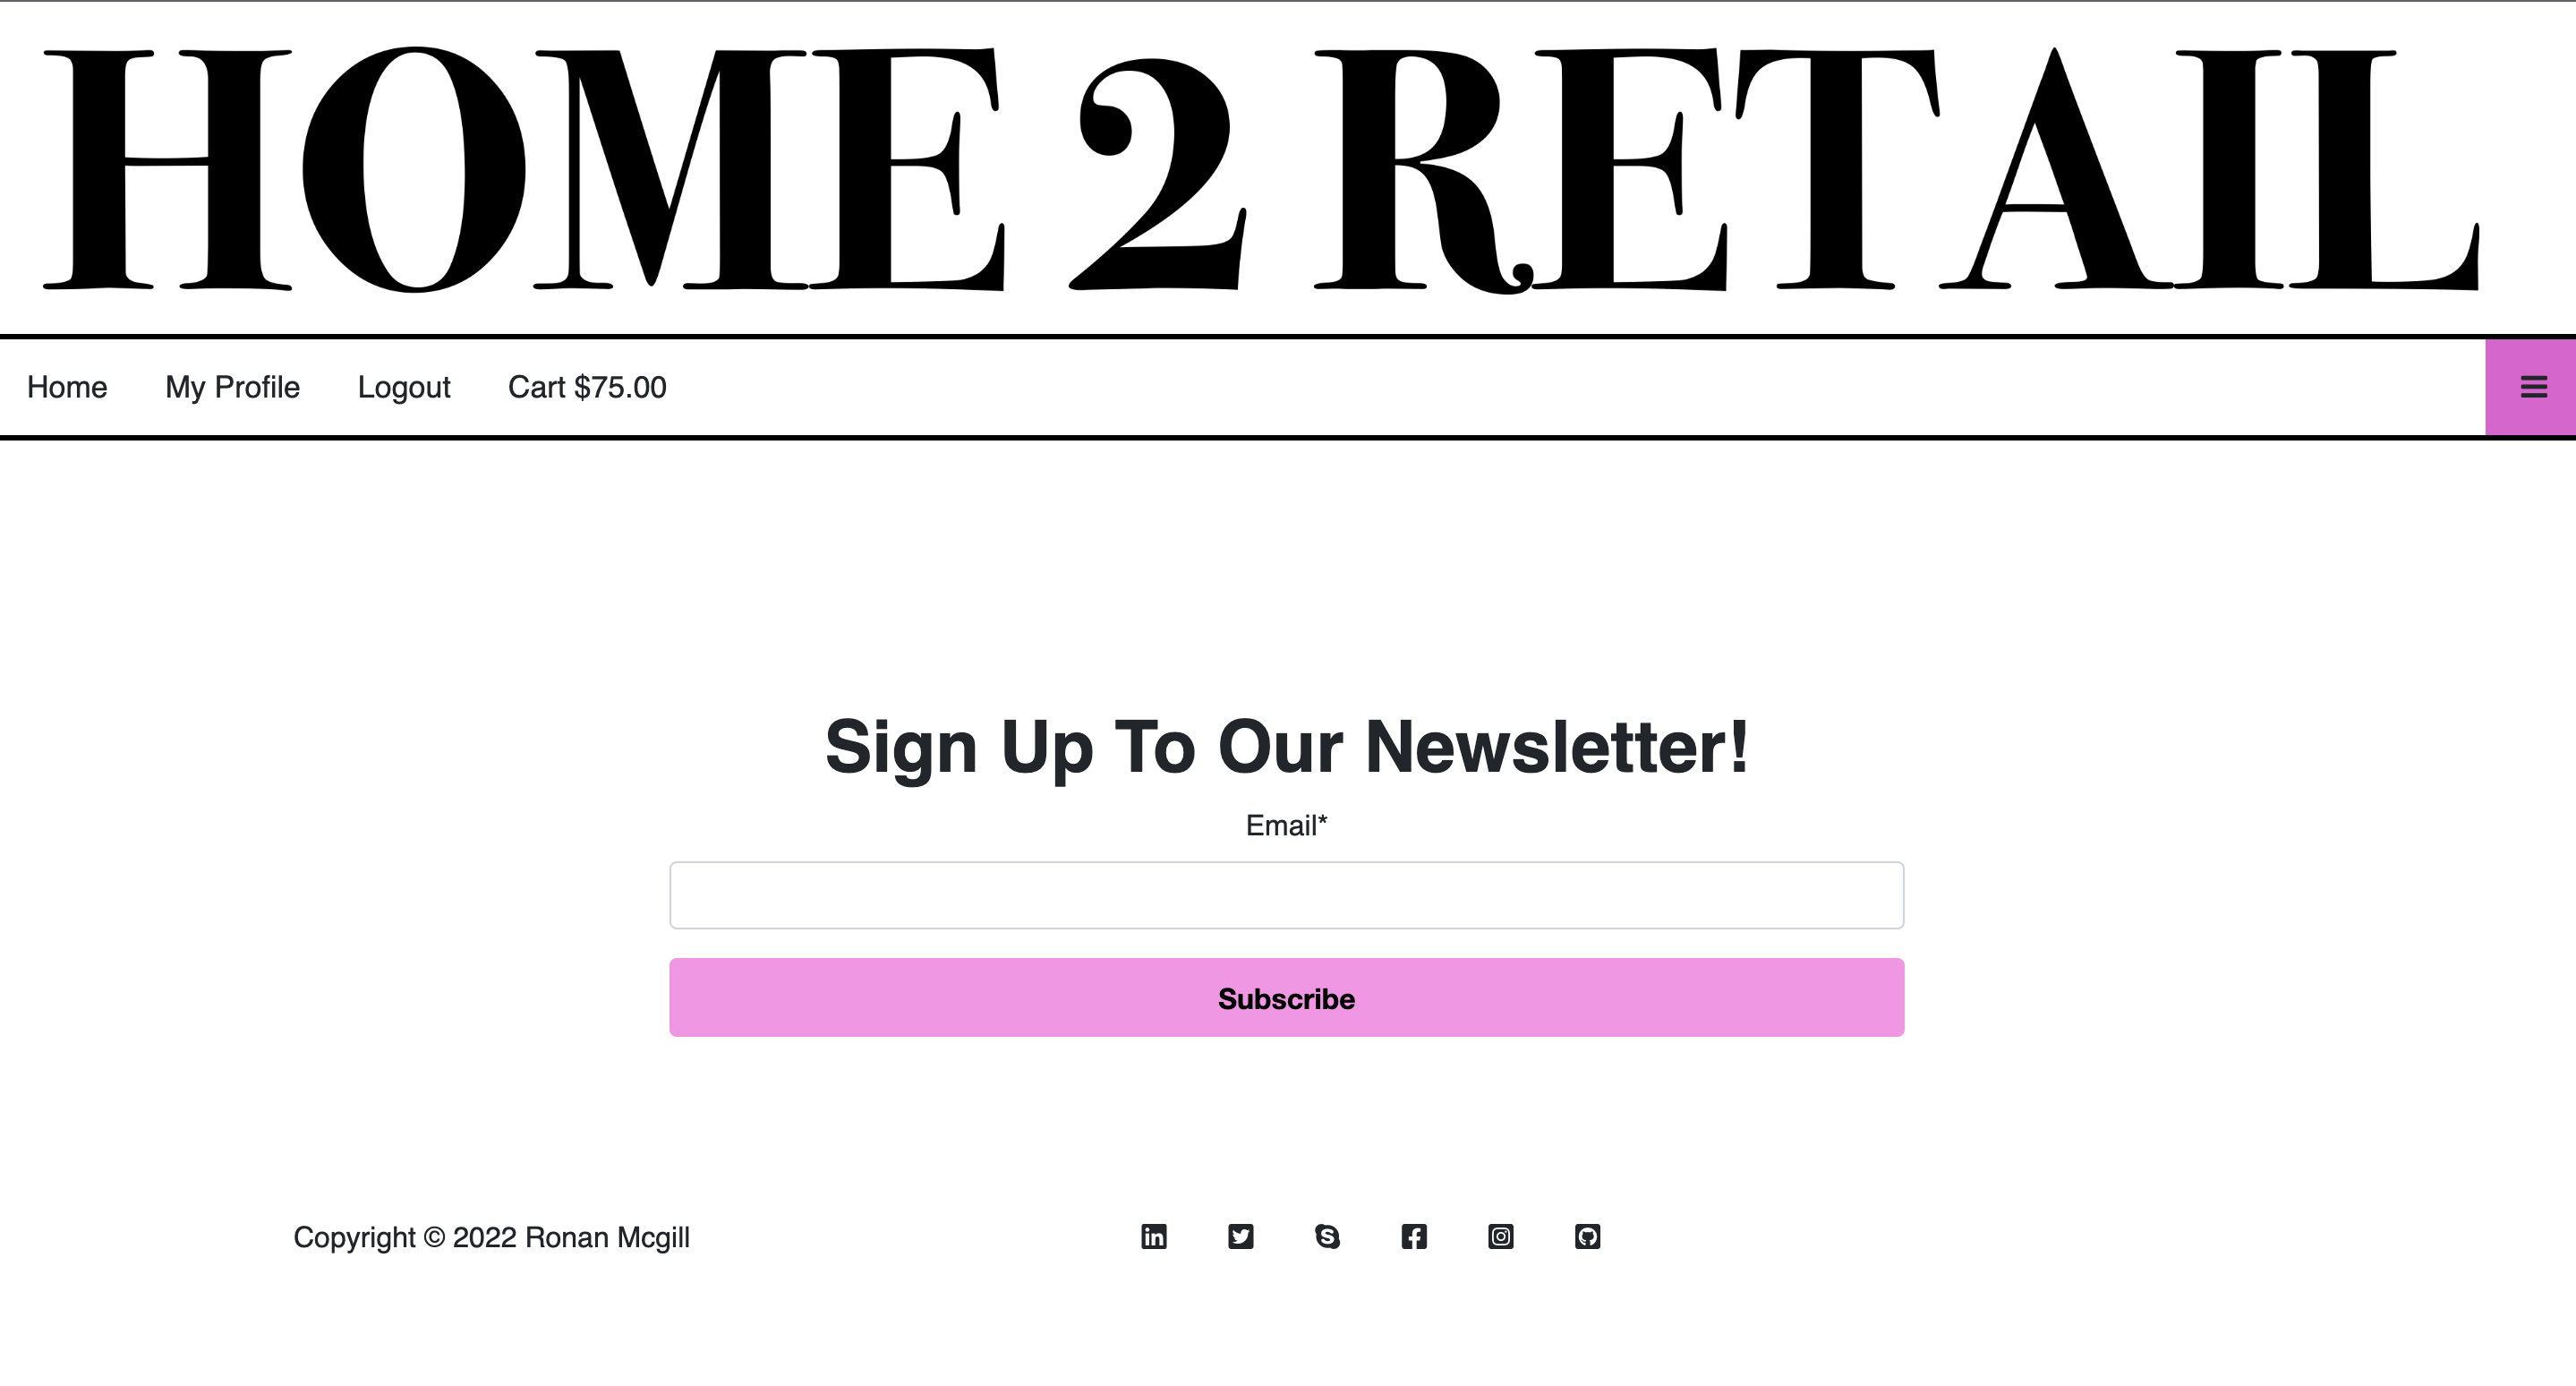 HOME 2 RETAIL
Home My Profile Logout Cart $75.00
Sign Up To Our Newsletter!
Email*
Subscribe
Copyright © 2022 Ronan Mcgill